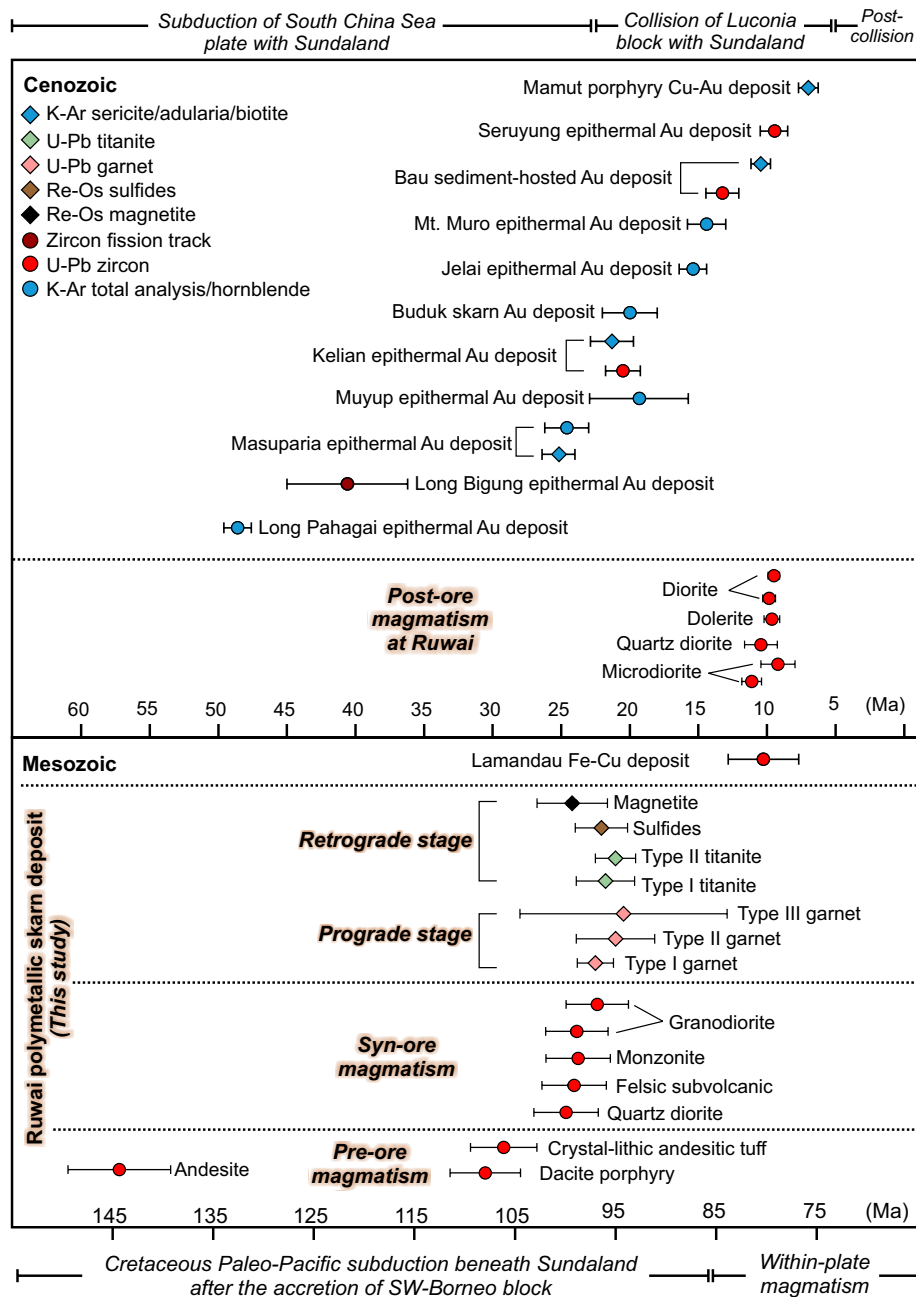 Subduction of South China Sea
plate with Sundaland
Collision of Luconia
block with Sundaland
Post-
collision
Cenozoic
K-Ar sericite/adularia/biotite
U-Pb titanite
U-Pb garnet
Re-Os sulfides
Re-Os magnetite
Zircon fission track
U-Pb zircon
K-Ar total analysis/hornblende
Mamut porphyry Cu-Au deposit
Seruyung epithermal Au deposit
Bau sediment-hosted Au deposit
Mt. Muro epithermal Au deposit
Jelai epithermal Au deposit
Buduk skarn Au deposit
Kelian epithermal Au deposit
Muyup epithermal Au deposit
Masuparia epithermal Au deposit
Long Bigung epithermal Au deposit
Long Pahagai epithermal Au deposit
Post-ore
magmatism
at Ruwai
Diorite
Dolerite
Quartz diorite
Microdiorite
60 55 50 45 40 35 30 25 20 15 10 5 (Ma)
Mesozoic
Lamandau Fe-Cu deposit
Ruwai polymetallic skarn deposit
(This study)
Retrograde stage
Magnetite
Sulfides
Type II titanite
Type I titanite
Prograde stage
Type III garnet
Type II garnet
Type I garnet
Syn-ore
magmatism
Granodiorite
Monzonite
Felsic subvolcanic
Quartz diorite
Pre-ore
magmatism
Crystal-lithic andesitic tuff
Andesite
Dacite porphyry
145 135 125 115 105 95 85 75 (Ma)
Cretaceous Paleo-Pacific subduction beneath Sundaland
after the accretion of SW-Borneo block
Within-plate
magmatism